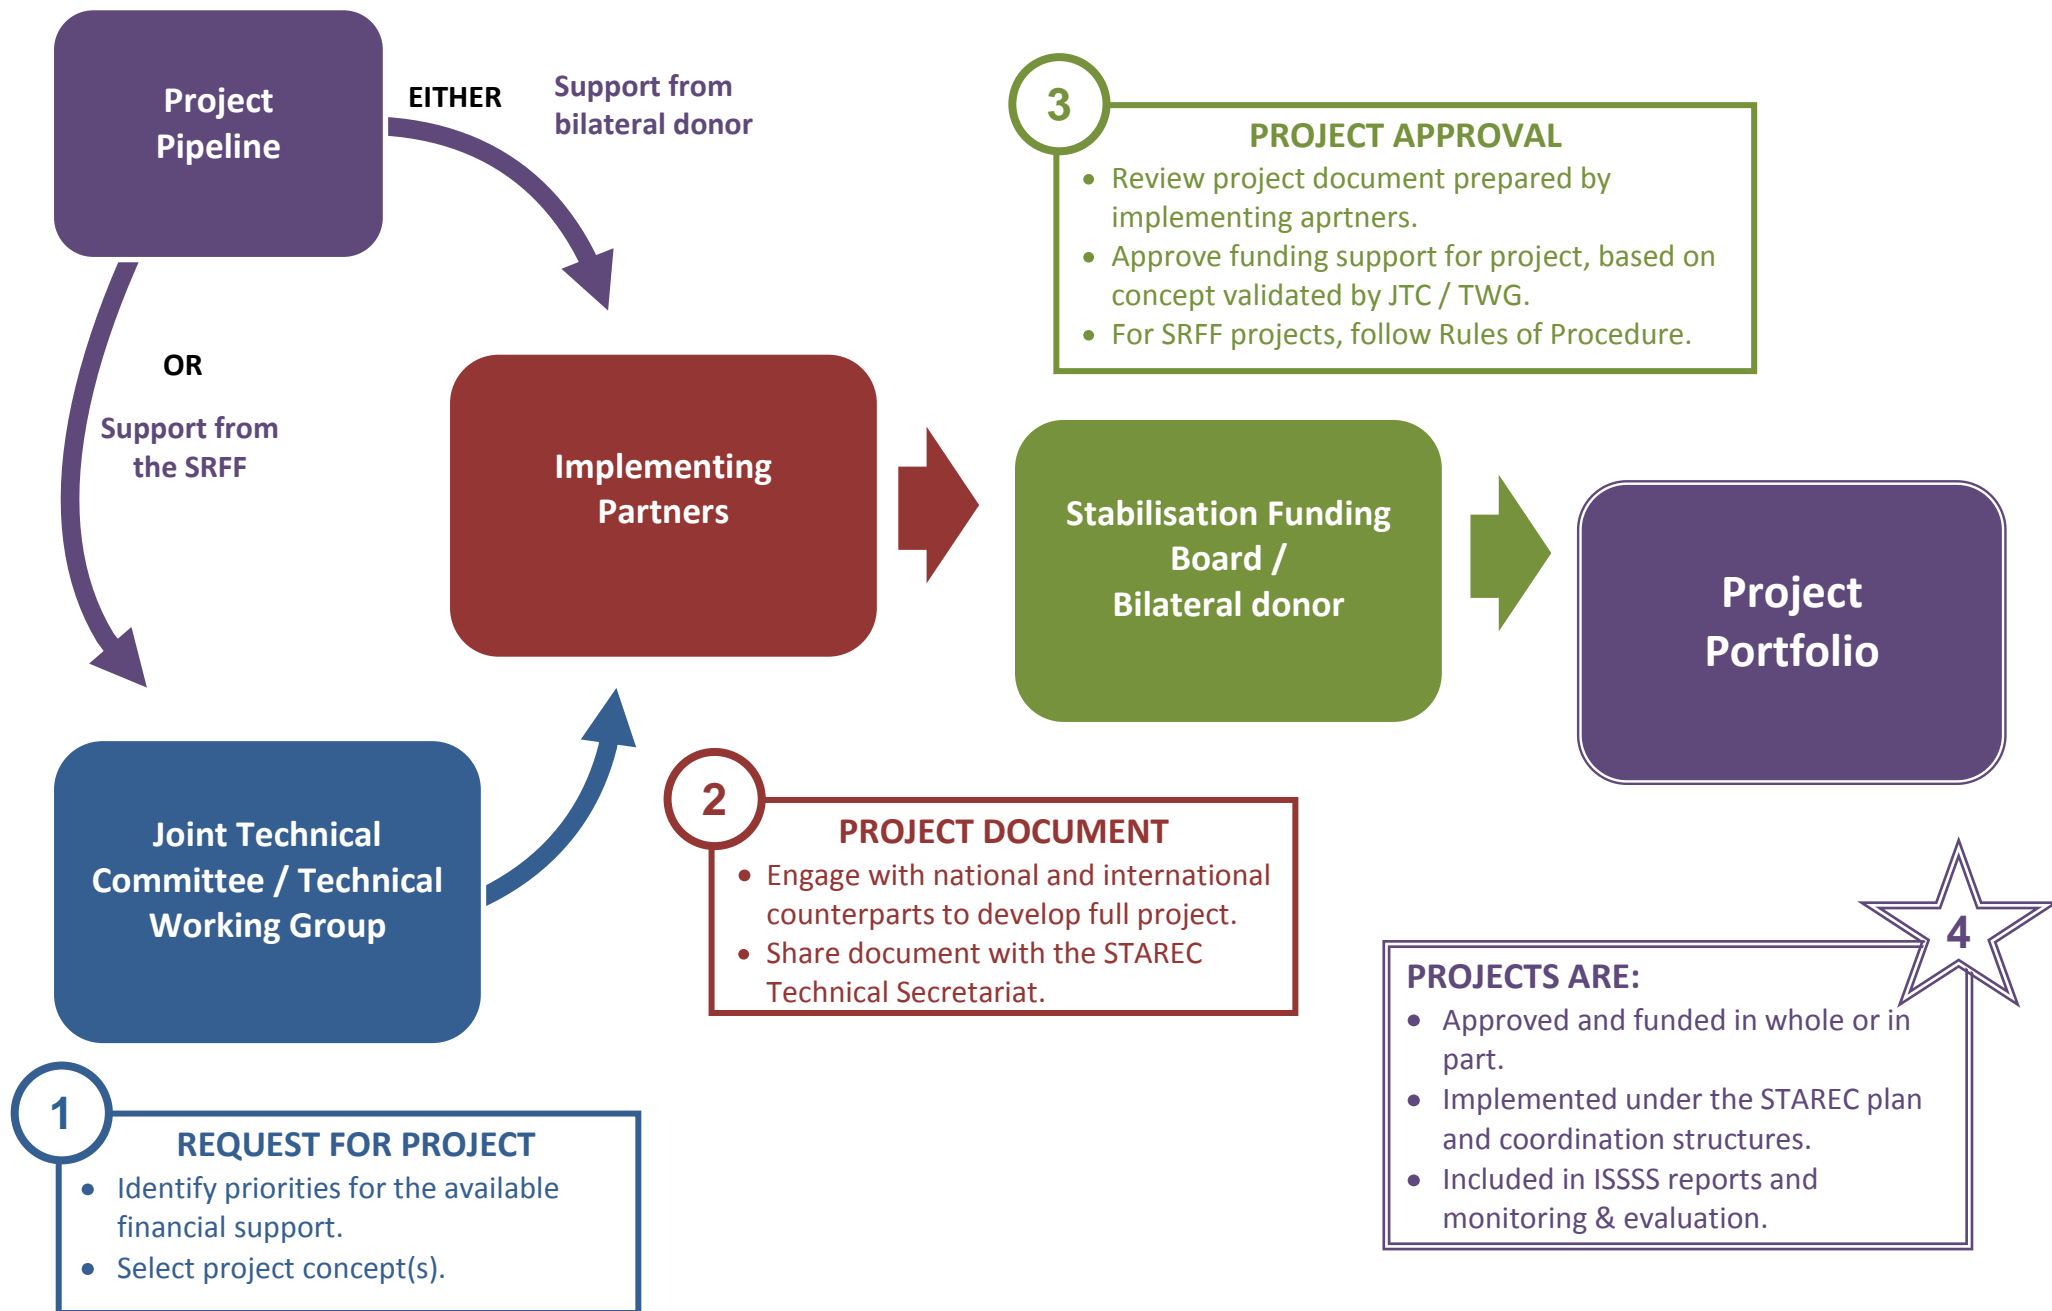 Project
Pipeline
EITHER
Support from
bilateral donor
OR
Support from
the SRFF
Implementing
Partners
3
PROJECT APPROVAL
• Review project document prepared by
implementing aprtners.
• Approve funding support for project, based on
concept validated by JTC / TWG.
• For SRFF projects, follow Rules of Procedure.
Stabilisation Funding
Board /
Bilateral donor
Project
Portfolio
Joint Technical
Committee / Technical
Working Group
2
PROJECT DOCUMENT
• Engage with national and international
counterparts to develop full project.
• Share document with the STAREC
Technical Secretariat.
1
REQUEST FOR PROJECT
• Identify priorities for the available
financial support.
• Select project concept(s).
4
PROJECTS ARE:
• Approved and funded in whole or in
part.
• Implemented under the STAREC plan
and coordination structures.
• Included in ISSSS reports and
monitoring & evaluation.